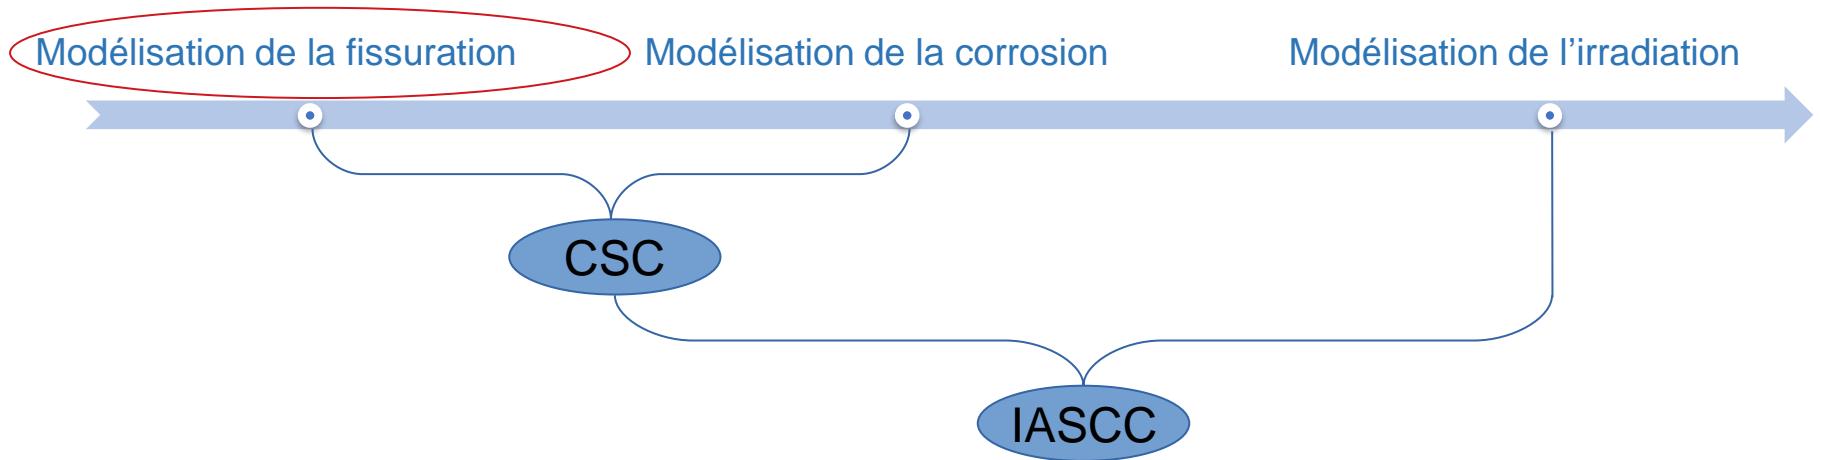 Modélisation de la fissuration
Modélisation de la corrosion
Modélisation de l’irradiation
CSC
IASCC